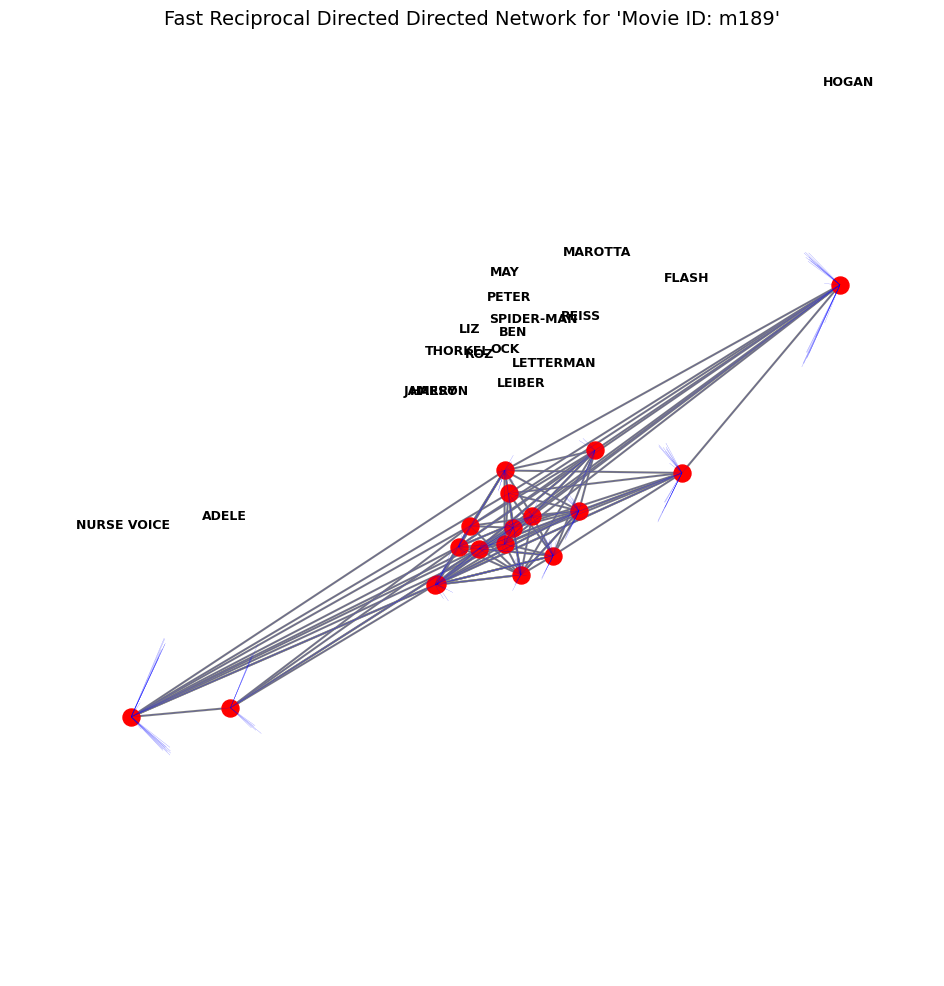 Fast Reciprocal Directed Directed Network for 'Movie ID: m189'
HOGAN
MAROTTA
MAY
FLASH
PETER
SPIDER-MAN
REISS
LIZ
BEN
THORKEL
ROZ
OCK
LETTERMAN
LEIBER
ADELE
NURSE VOICE